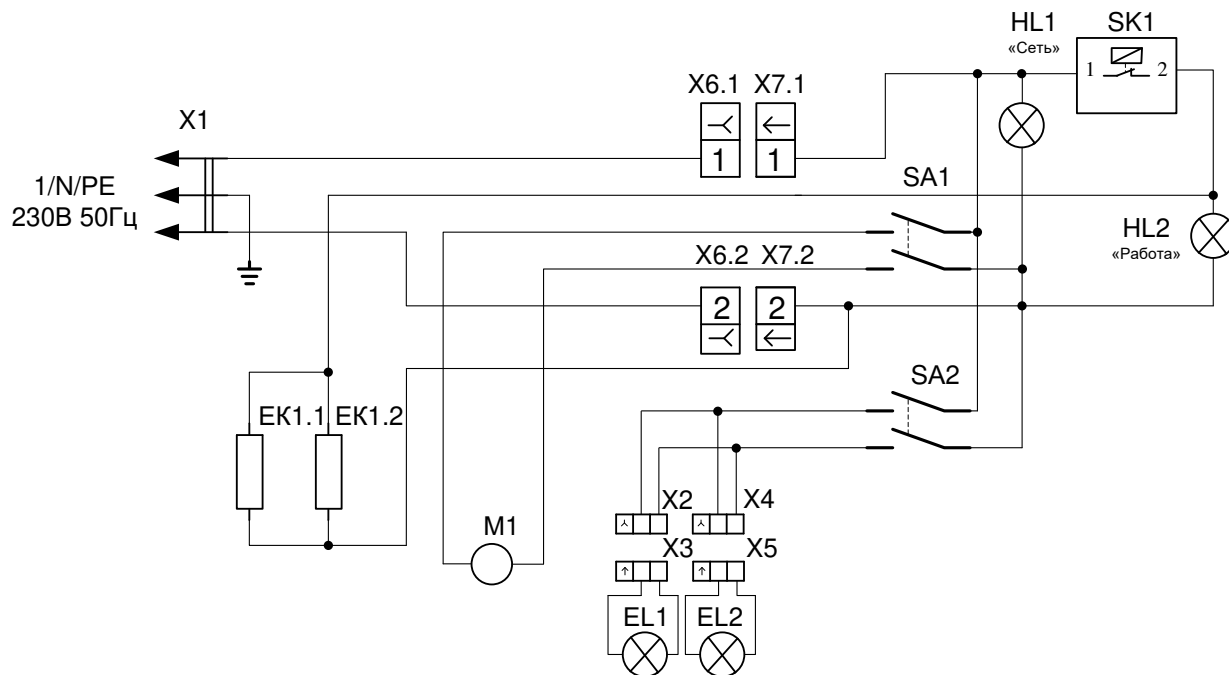 HL1
«Сеть»
SK1
1
2
X6.1
X7.1
X1
1
1
1/N/PE
230В 50Гц
SA1
HL2
«Работа»
X6.2
X7.2
2
2
SA2
EK1.1
EK1.2
M1
X2
X4
X3
X5
EL1
EL2